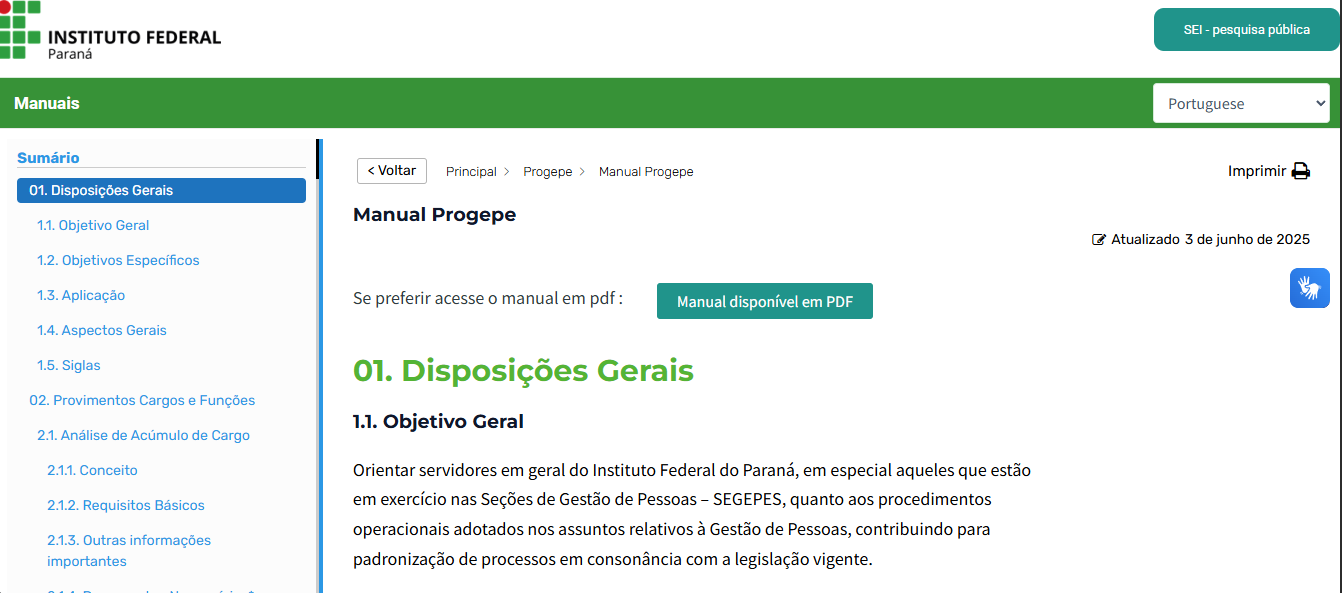 INSTITUTO FEDERAL
Paraná
SEI - pesquisa pública
Manuais
Portuguese
Sumário
01. Disposições Gerais
1.1. Objetivo Geral
1.2. Objetivos Específicos
1.3. Aplicação
1.4. Aspectos Gerais
1.5. Siglas
02. Provimentos Cargos e Funções
2.1. Análise de Acúmulo de Cargo
2.1.1. Conceito
2.1.2. Requisitos Básicos
2.1.3. Outras informações
importantes
< Voltar
Principal > Progepe > Manual Progepe
Imprimir
Manual Progepe
Atualizado 3 de junho de 2025
Se preferir acesse o manual em pdf :
Manual disponível em PDF
01. Disposições Gerais
1.1. Objetivo Geral
Orientar servidores em geral do Instituto Federal do Paraná, em especial aqueles que estão
em exercício nas Seções de Gestão de Pessoas – SEGEPES, quanto aos procedimentos
operacionais adotados nos assuntos relativos à Gestão de Pessoas, contribuindo para
padronização de processos em consonância com a legislação vigente.